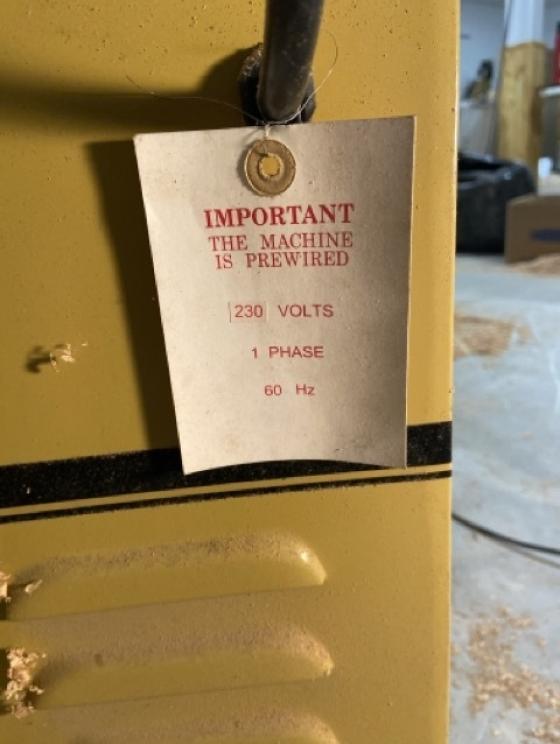 IMPORTANT
THE MACHINE
IS PREWIRED
230 VOLTS
1 PHASE
60 Hz